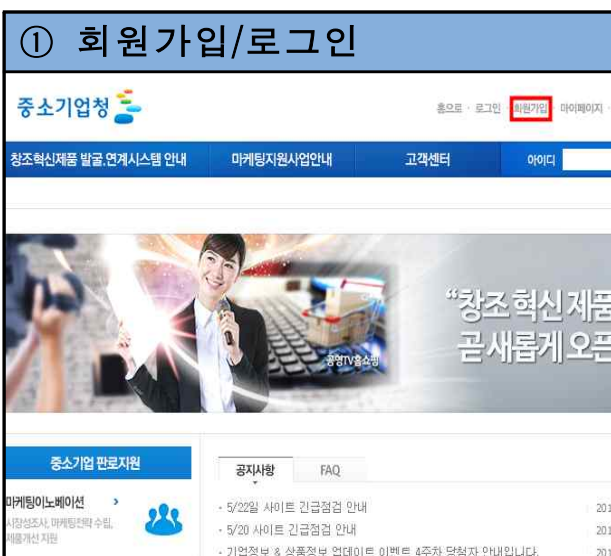 ① 회원가입/로그인
중소기업청
홈으로 · 로그인 · 회원가입 · 마이페이지 ·
창조혁신제품 발굴.연계시스템 안내 마케팅지원사업안내 고객센터 아이디
“창조 혁신 제품
곧 새롭게 오픈
공영TV홈쇼핑
중소기업 판로지원
공지사항 FAQ
마케팅이노베이션 >
시장성조사, 마케팅전략 수립,
제품개선 지원
· 5/22일 사이트 긴급점검 안내 201
· 5/20 사이트 긴급점검 안내 201
· 기업정보 & 상품정보 업데이트 이벤트 4주차 당첨자 안내입니다. 201